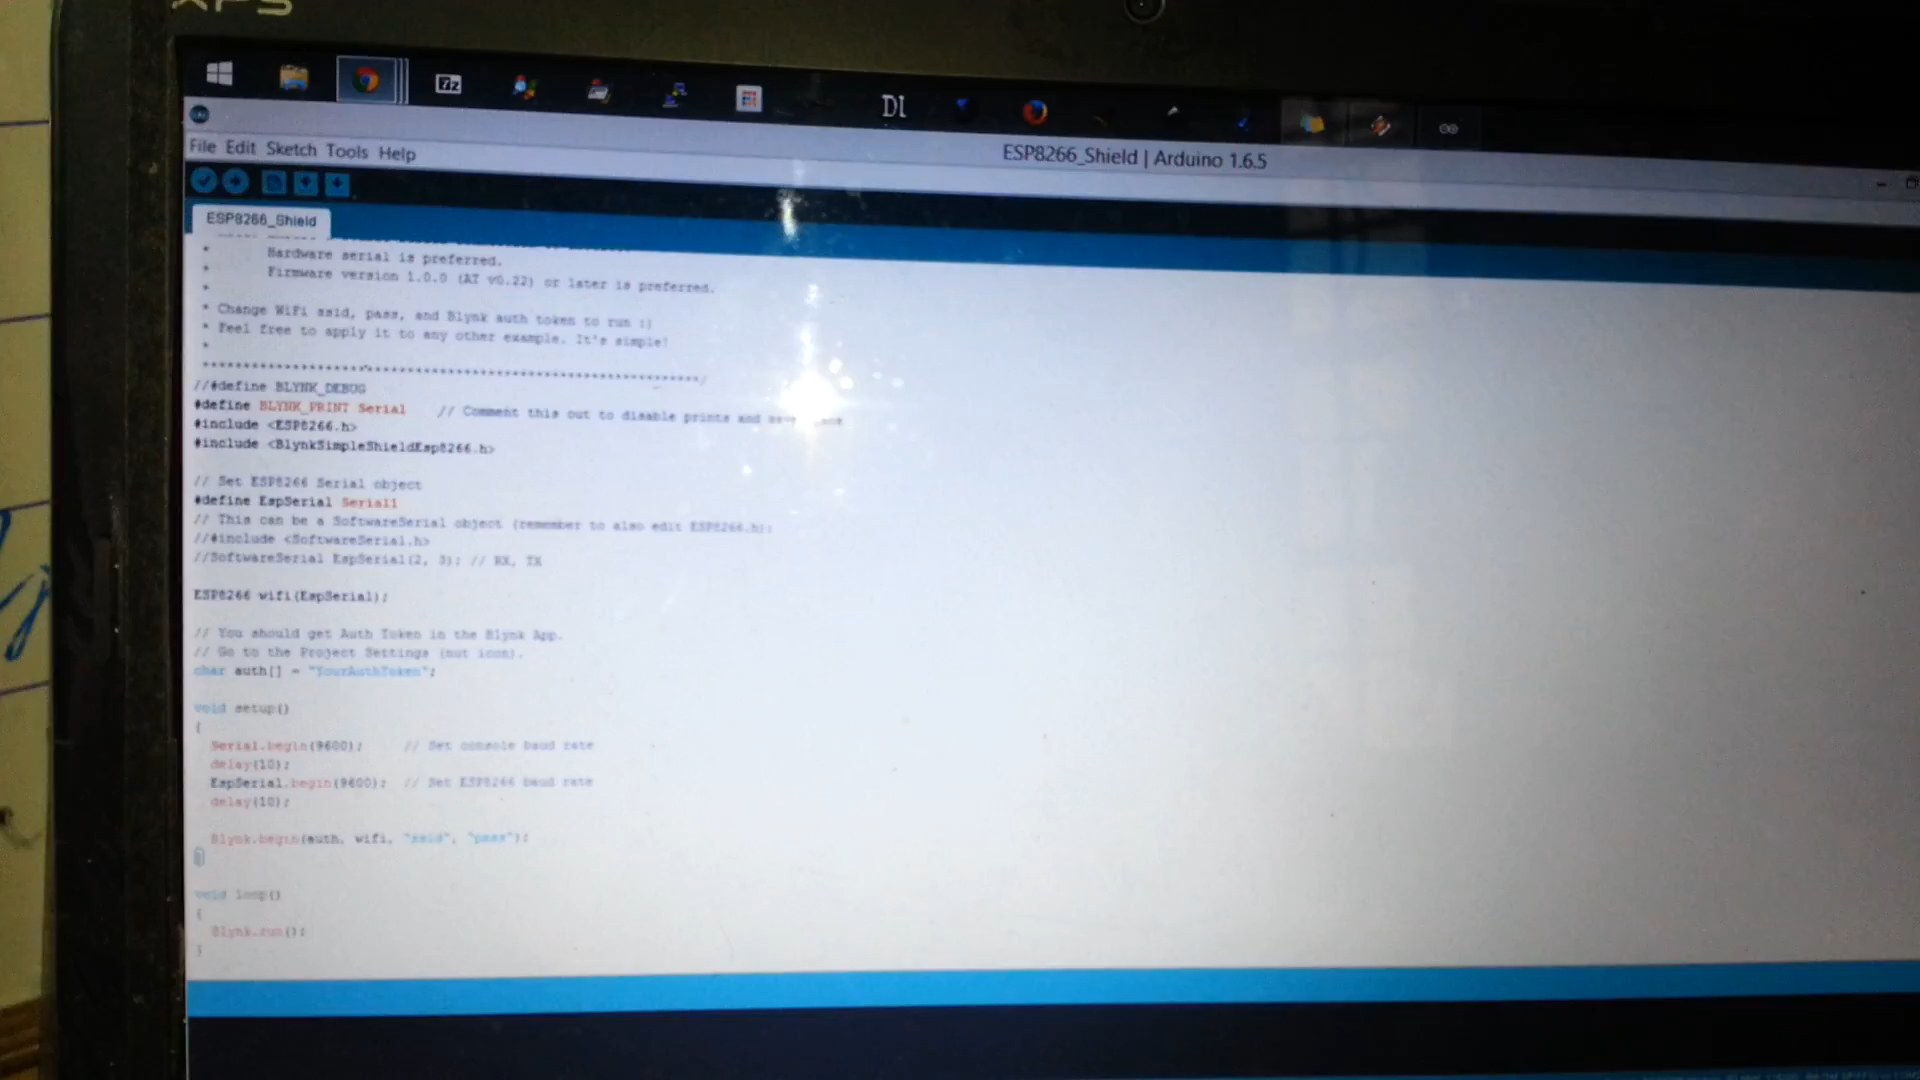 XPS
7z
Dl
File Edit Sketch Tools Help
ESP8266_Shield | Arduino 1.6.5
ESP8266_Shield
* Hardware serial is preferred.
* Firmware version 1.0.0 (AT v0.22) or later is preferred.
*
* Change WiFi ssid, pass, and Blynk auth token to run :)
* Feel free to apply it to any other example. It's simple!
*
**************************************************************/
//#define BLYNK_DEBUG
#define BLYNK_PRINT Serial // Comment this out to disable prints and save
#include <ESP8266.h>
#include <BlynkSimpleShieldEsp8266.h>
// Set ESP8266 Serial object
#define EspSerial Serial1
// This can be a SoftwareSerial object (remember to also edit ESP8266.h):
//#include <SoftwareSerial.h>
//SoftwareSerial EspSerial(2, 3); // RX, TX
ESP8266 wifi(EspSerial);
// You should get Auth Token in the Blynk App.
// Go to the Project Settings (nut icon).
char auth[] = "YourAuthToken";
void setup()
{
Serial.begin(9600); // Set console baud rate
delay(10);
EspSerial.begin(9600); // Set ESP8266 baud rate
delay(10);
Blynk.begin(auth, wifi, "ssid", "pass");
}
void loop()
{
Blynk.run();
}